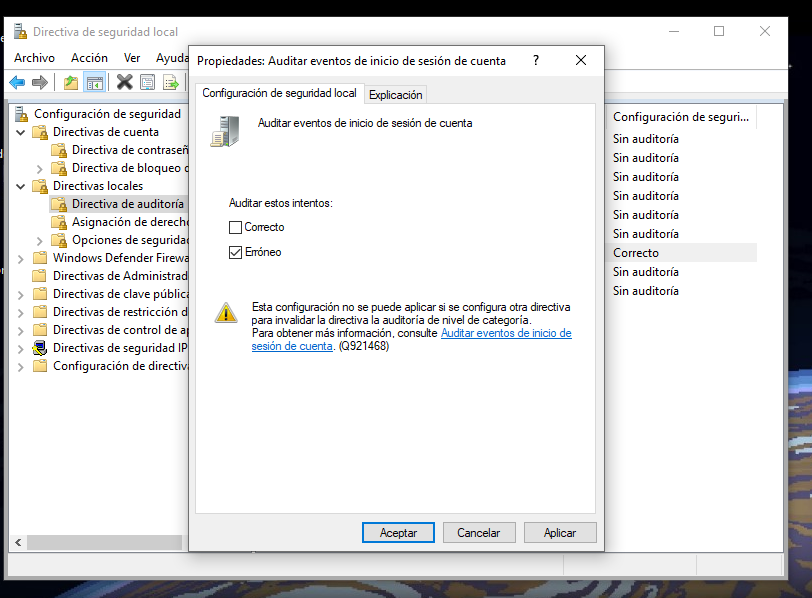 Directiva de seguridad local
Archivo Acción Ver Ayuda
Propiedades: Auditar eventos de inicio de sesión de cuenta ?
Configuración de seguridad local Explicación
Auditar eventos de inicio de sesión de cuenta
Auditar estos intentos:
Correcto
Erróneo
Esta configuración no se puede aplicar si se configura otra directiva
para invalidar la directiva la auditoría de nivel de categoría.
Para obtener más información, consulte Auditar eventos de inicio de
sesión de cuenta. (Q921468)
Aceptar Cancelar Aplicar
Configuración de seguridad
Directivas de cuenta
Directiva de contraseñ
Directiva de bloqueo
Directivas locales
Directiva de auditoría
Asignación de derech
Opciones de segurida
Windows Defender Firewa
Directivas de Administrad
Directivas de clave pública
Directivas de restricción d
Directivas de control de a
Directivas de seguridad IP
Configuración de directiv
Configuración de seguri...
Sin auditoría
Sin auditoría
Sin auditoría
Sin auditoría
Sin auditoría
Sin auditoría
Correcto
Sin auditoría
Sin auditoría